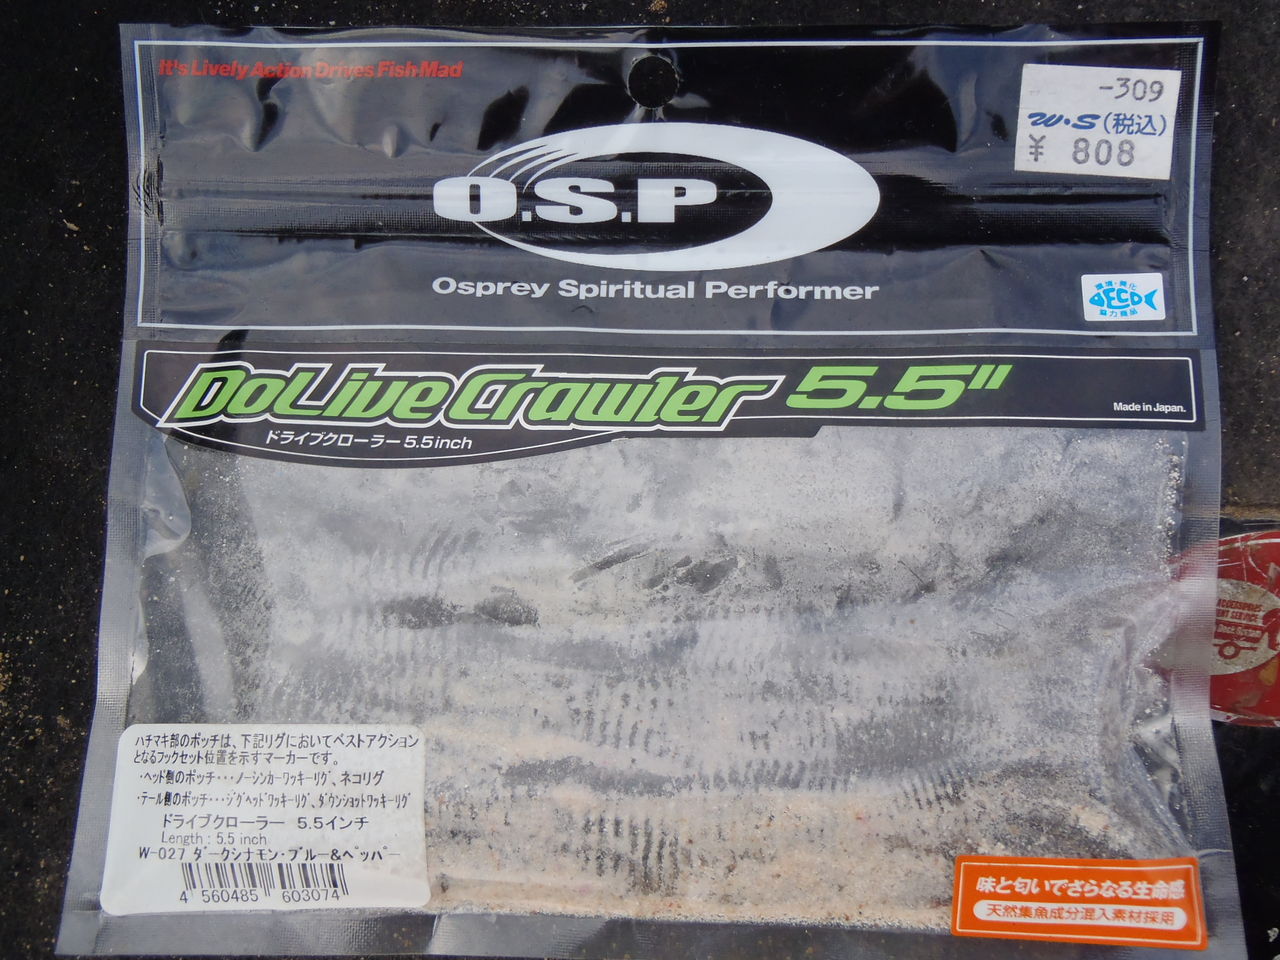 It's Lively Action Drives Fish Mad
-309
W·S(税込)
¥ 808
O.S.P
Osprey Spiritual Performer
環境・発化
ECO
協力商品
DoLive Crawler 5.5"
ドライブクローラー 5.5inch
Made in Japan.
ハチマキ部のポッチは、下記リグにおいてベストアクション
となるフックセット位置を示すマーカーです。
・ヘッド側のポッチ・・・ノーシンカーワッキーリグ、ネコリグ
・テール側のポッチ・・・ジグヘッドワッキーリグ、ダウンショットワッキーリグ
ドライブクローラー 5.5インチ
Length : 5.5 inch
W-027 ダークシナモン・ブルー&ペッパー
4 560485 603074
味と匂いでさらなる生命感
天然集魚成分混入素材採用